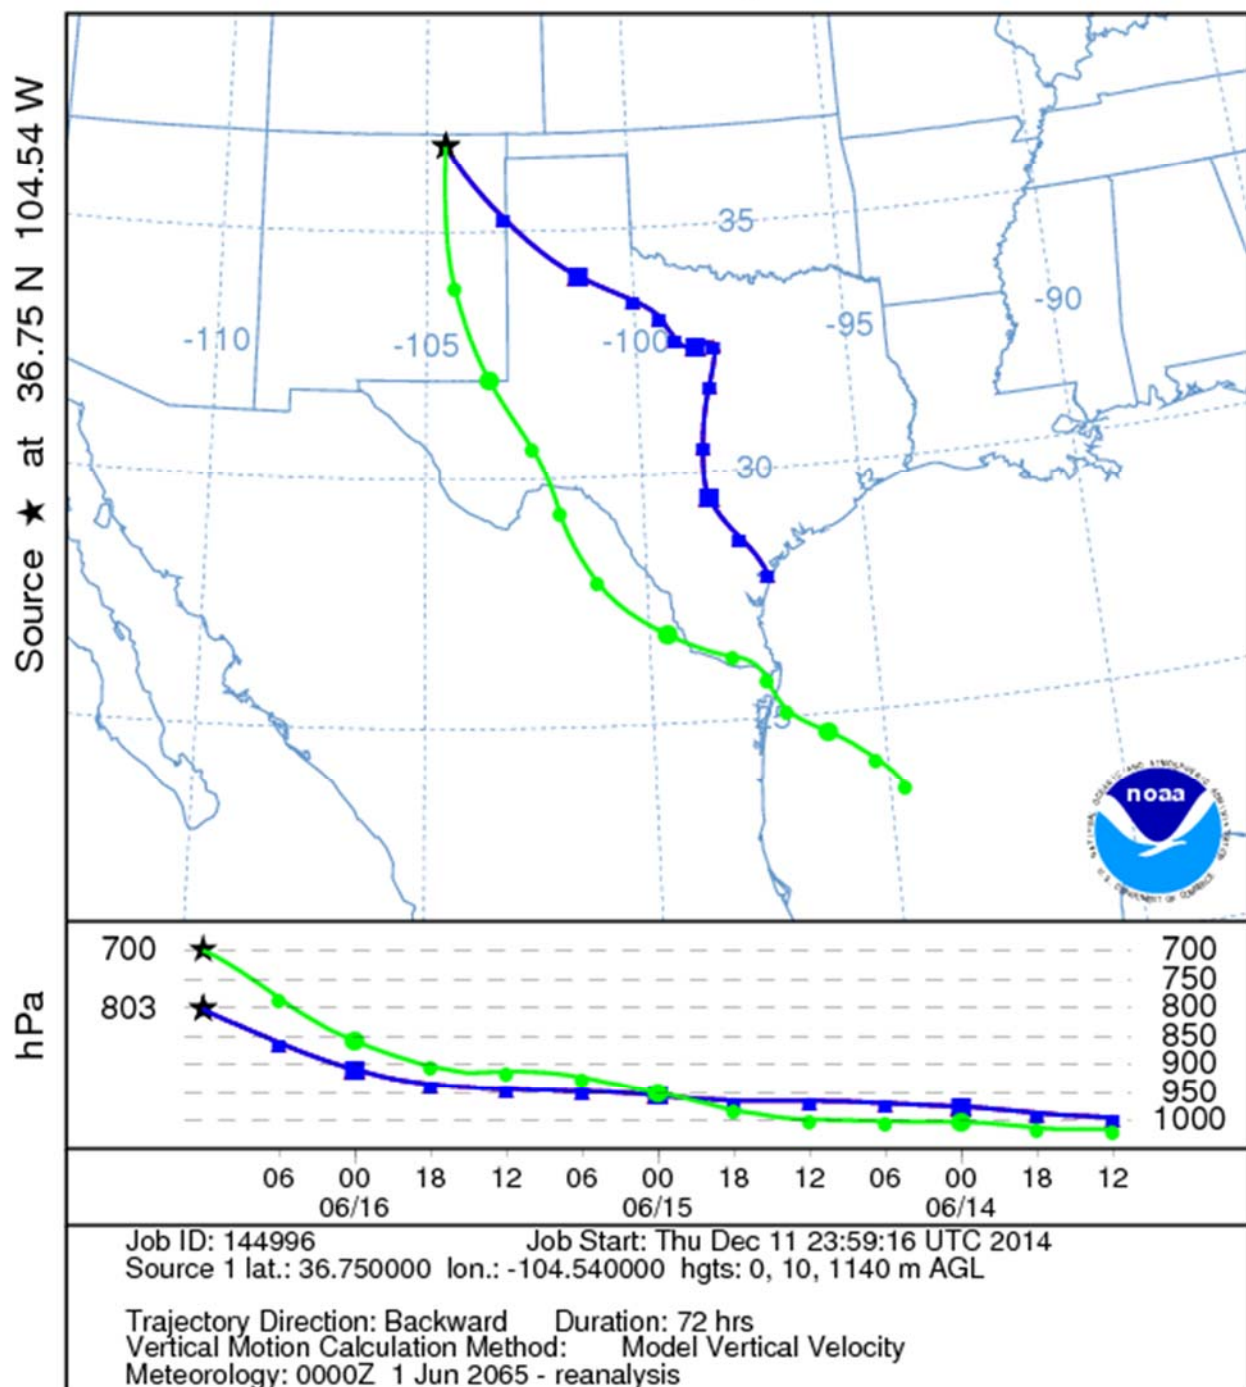 Source ★ at 36.75 N 104.54 W
-35
-90
-110
-105
-100
-95
30
25
noaa
hPa
700
803
700
750
800
850
900
950
1000
06 00 18 12 06 00 18 12 06 00 18 12
06/16 06/15 06/14
Job ID: 144996 Job Start: Thu Dec 11 23:59:16 UTC 2014
Source 1 lat.: 36.750000 lon.: -104.540000 hgts: 0, 10, 1140 m AGL
Trajectory Direction: Backward Duration: 72 hrs
Vertical Motion Calculation Method: Model Vertical Velocity
Meteorology: 0000Z 1 Jun 2065 - reanalysis